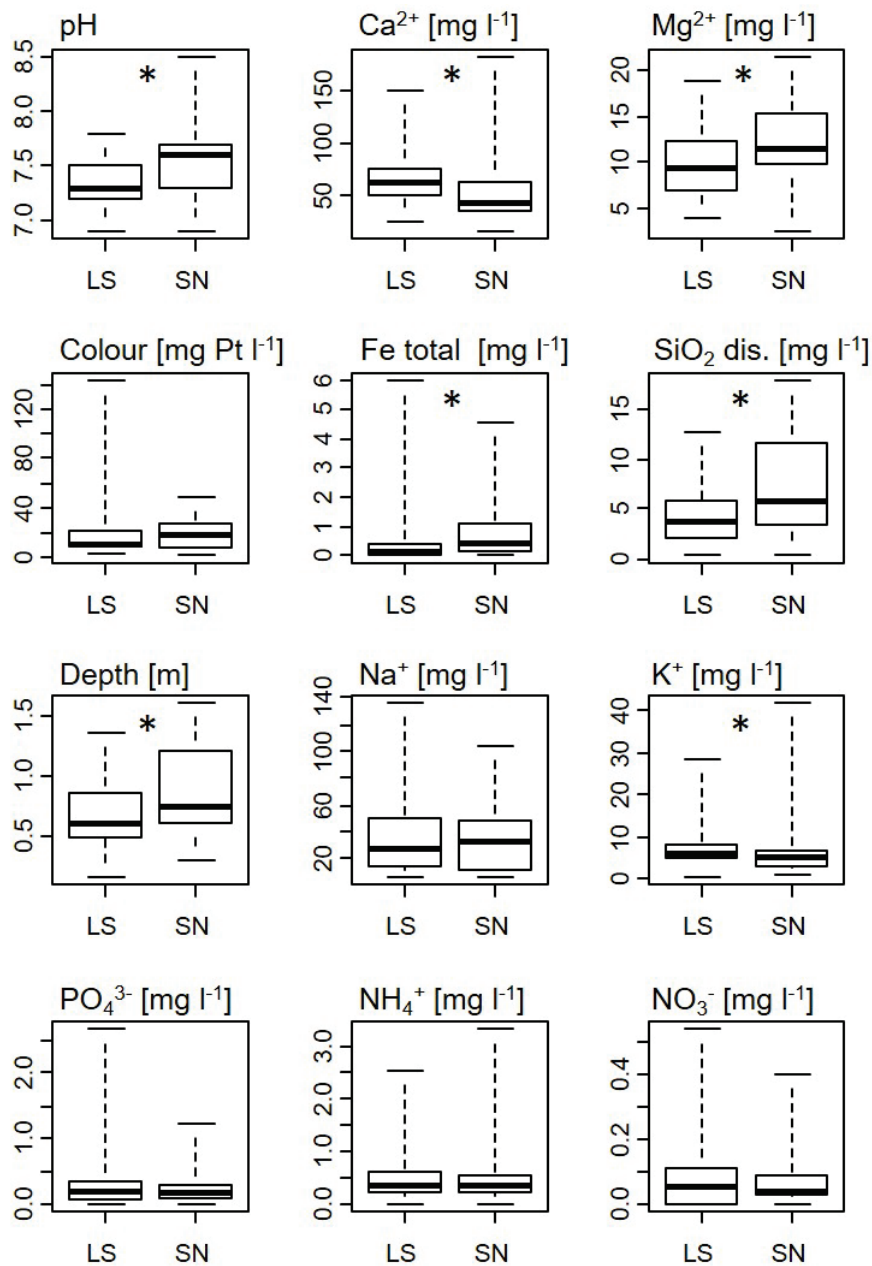 pH
Ca²⁺ [mg l⁻¹]
Mg²⁺ [mg l⁻¹]
*
*
*
7.0 7.5 8.0 8.5
50 100 150
5 10 15 20
LS SN
LS SN
LS SN
Colour [mg Pt l⁻¹]
Fe total [mg l⁻¹]
SiO₂ dis. [mg l⁻¹]
*
*
0 40 80 120
0 1 2 3 4 5 6
0 5 10 15
LS SN
LS SN
LS SN
Depth [m]
Na⁺ [mg l⁻¹]
K⁺ [mg l⁻¹]
*
*
0.5 1.0 1.5
20 60 100 140
0 10 20 30 40
LS SN
LS SN
LS SN
PO₄³⁻ [mg l⁻¹]
NH₄⁺ [mg l⁻¹]
NO₃⁻ [mg l⁻¹]
0.0 1.0 2.0
0.0 1.0 2.0 3.0
0.0 0.2 0.4
LS SN
LS SN
LS SN